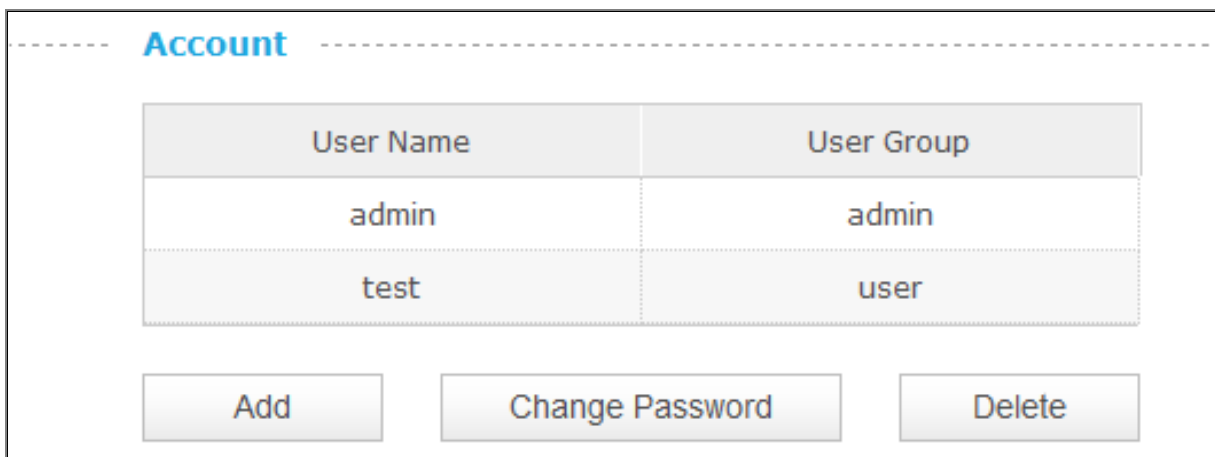 Account
User Name User Group
admin admin
test user
Add Change Password Delete